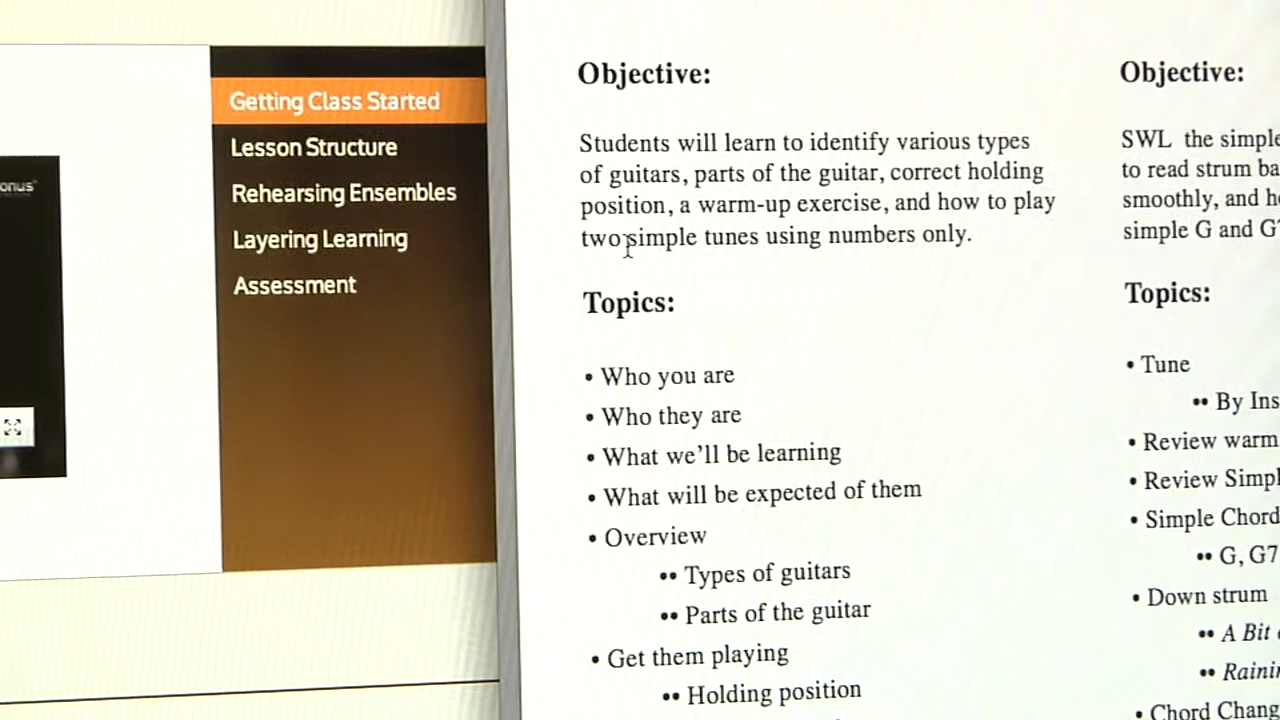 onus
Getting Class Started
Lesson Structure
Rehearsing Ensembles
Layering Learning
Assessment
Objective:
Students will learn to identify various types
of guitars, parts of the guitar, correct holding
position, a warm-up exercise, and how to play
two simple tunes using numbers only.
Topics:
• Who you are
• Who they are
• What we’ll be learning
• What will be expected of them
• Overview
•• Types of guitars
•• Parts of the guitar
• Get them playing
•• Holding position
Objective:
SWL the simple
to read strum ba
smoothly, and h
simple G and G
Topics:
• Tune
•• By Ins
• Review warm
• Review Simpl
• Simple Chord
•• G, G7
• Down strum
•• A Bit
•• Raini
• Chord Chang